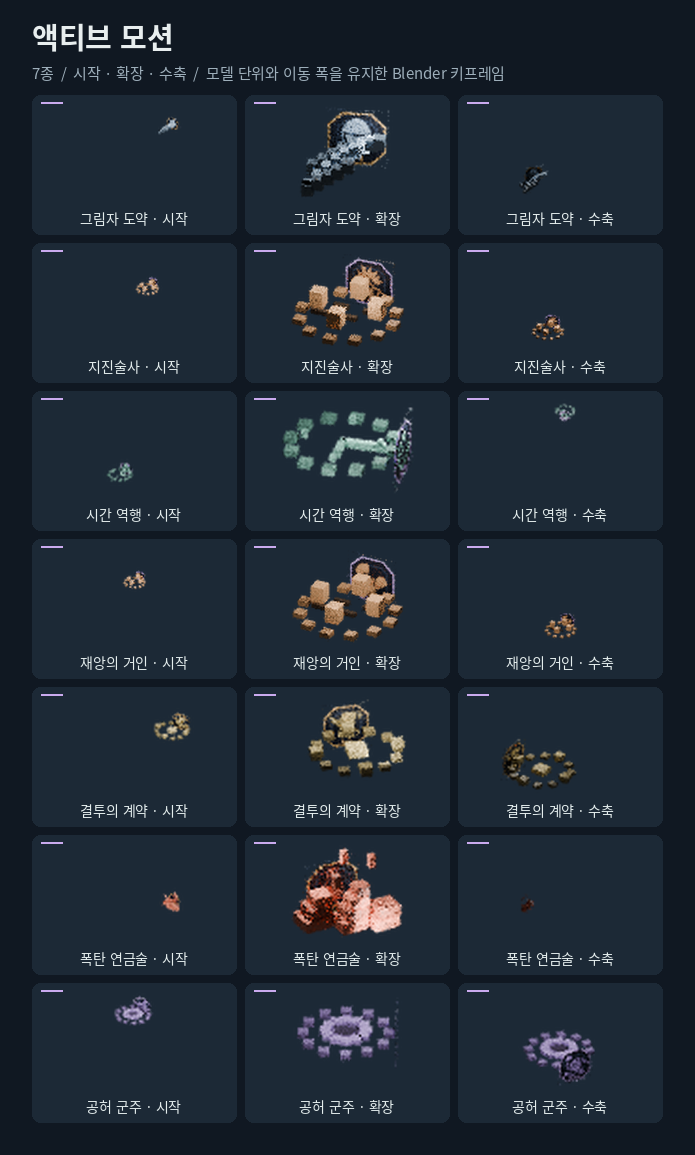 액티브 모션
7종 / 시작 · 확장 · 수축 / 모델 단위와 이동 폭을 유지한 Blender 키프레임
그림자 도약 · 시작
그림자 도약 · 확장
그림자 도약 · 수축
지진술사 · 시작
지진술사 · 확장
지진술사 · 수축
시간 역행 · 시작
시간 역행 · 확장
시간 역행 · 수축
재앙의 거인 · 시작
재앙의 거인 · 확장
재앙의 거인 · 수축
결투의 계약 · 시작
결투의 계약 · 확장
결투의 계약 · 수축
폭탄 연금술 · 시작
폭탄 연금술 · 확장
폭탄 연금술 · 수축
공허 군주 · 시작
공허 군주 · 확장
공허 군주 · 수축